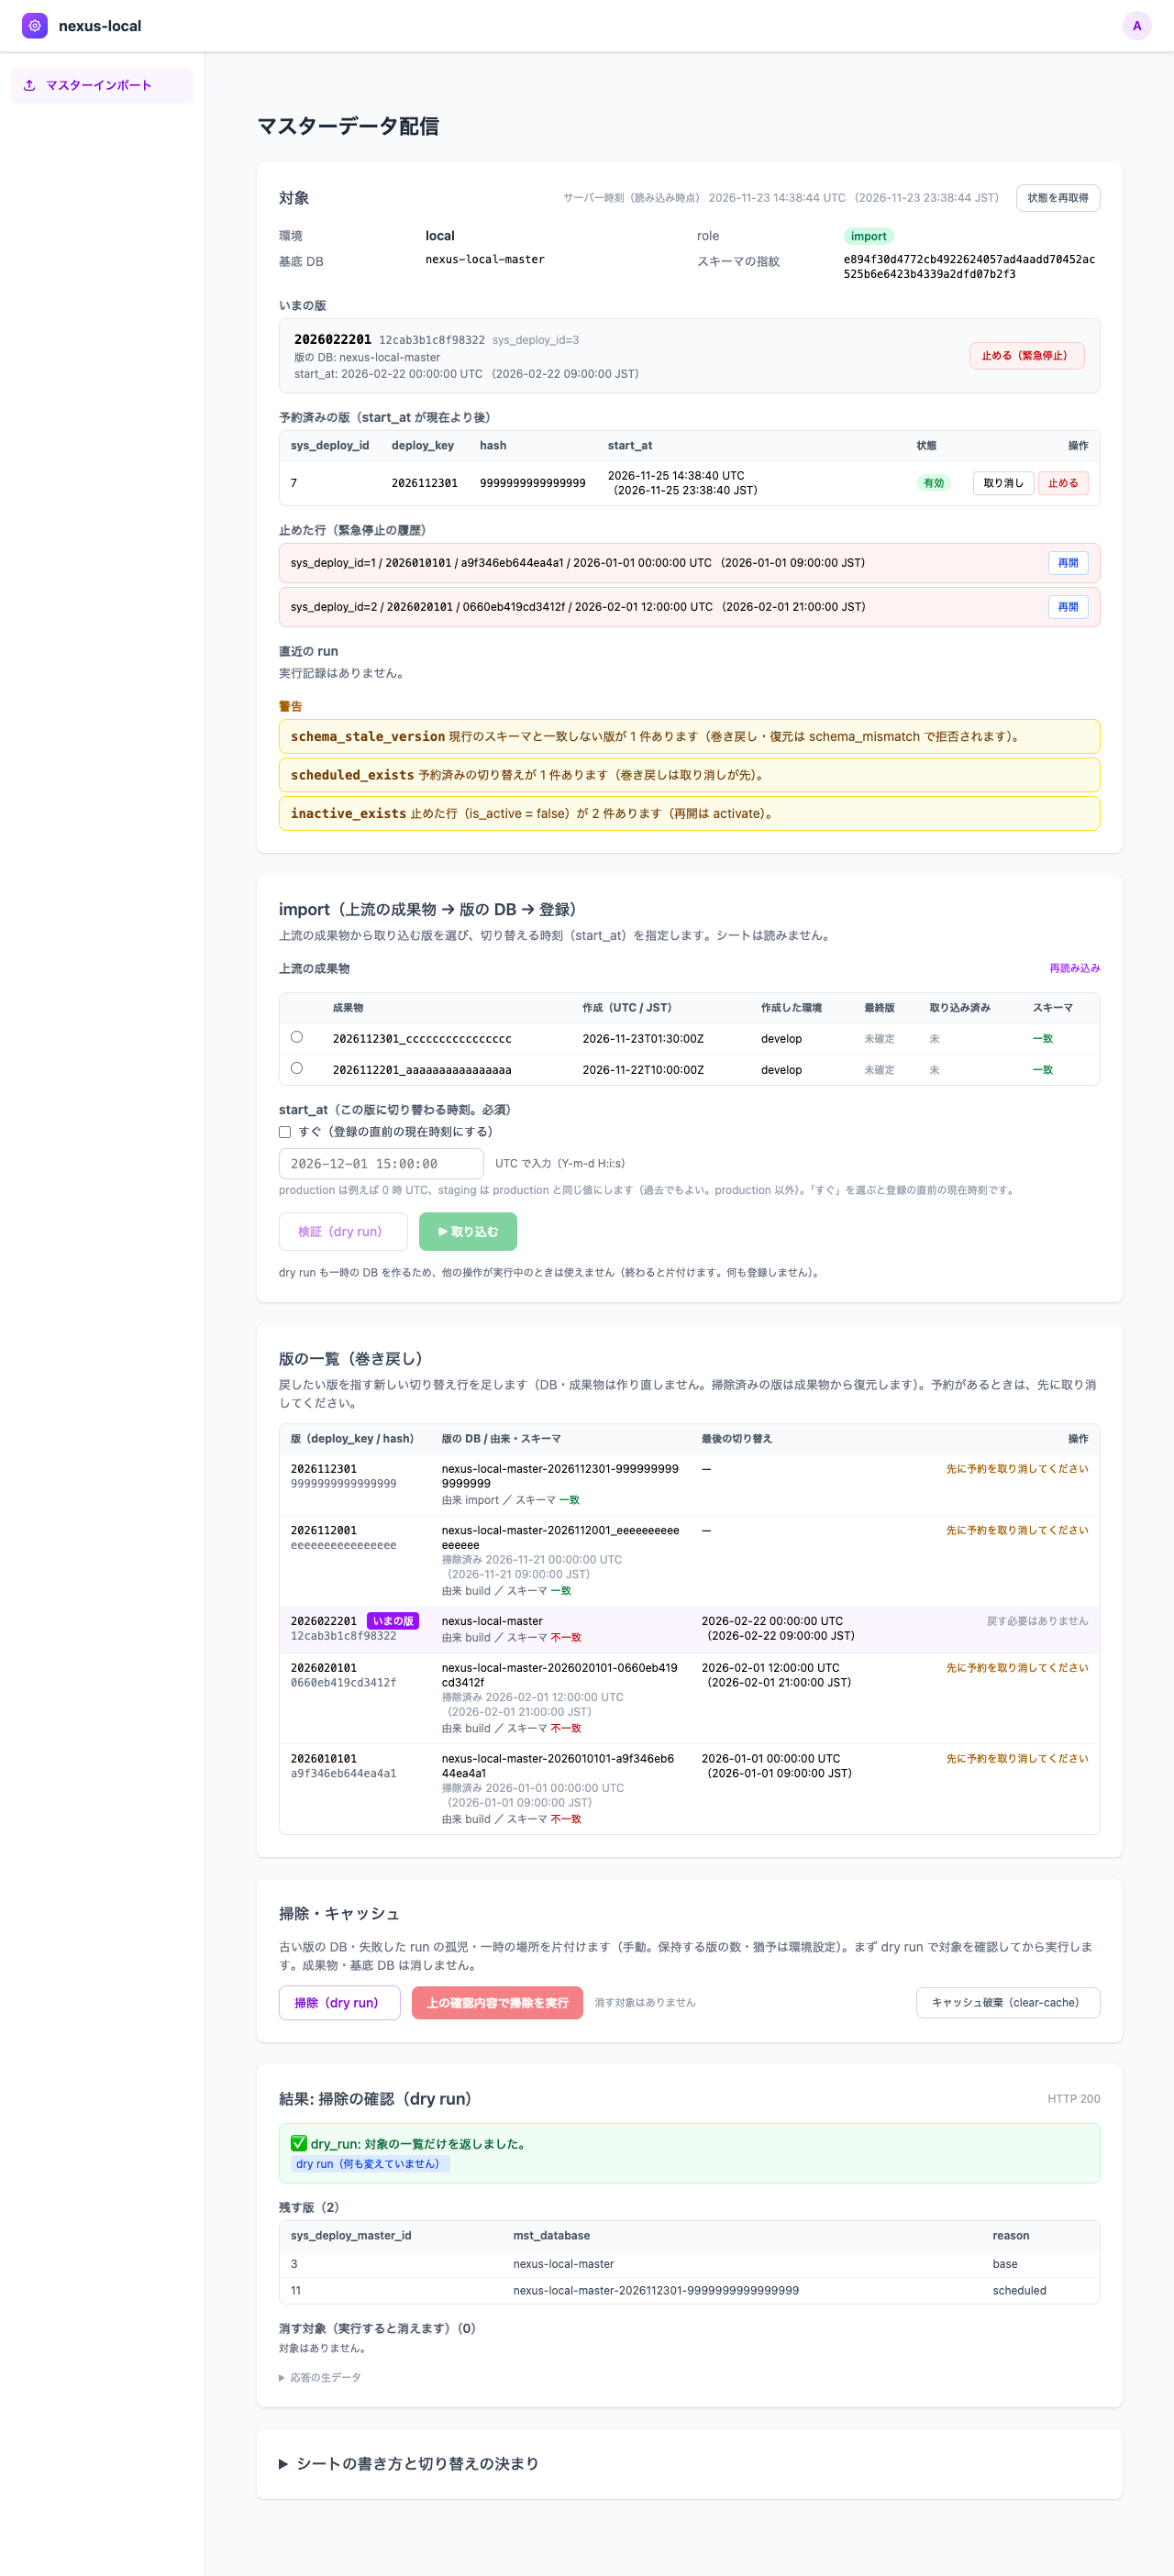 nexus-local
A
マスターインポート
マスターデータ配信
対象
サーバー時刻（読み込み時点） 2026-11-23 14:38:44 UTC （2026-11-23 23:38:44 JST）
状態を再取得
環境 local role import
基底 DB nexus-local-master スキーマの指紋 e894f30d4772cb4922624057ad4aadd70452ac
525b6e6423b4339a2dfd07b2f3
いまの版
2026022201 12cab3b1c8f98322 sys_deploy_id=3
版の DB: nexus-local-master
start_at: 2026-02-22 00:00:00 UTC （2026-02-22 09:00:00 JST）
止める（緊急停止）
予約済みの版（start_at が現在より後）
sys_deploy_id deploy_key hash start_at 状態 操作
7 2026112301 9999999999999999 2026-11-25 14:38:40 UTC
（2026-11-25 23:38:40 JST） 有効 取り消し 止める
止めた行（緊急停止の履歴）
sys_deploy_id=1 / 2026010101 / a9f346eb644ea4a1 / 2026-01-01 00:00:00 UTC （2026-01-01 09:00:00 JST） 再開
sys_deploy_id=2 / 2026020101 / 0660eb419cd3412f / 2026-02-01 12:00:00 UTC （2026-02-01 21:00:00 JST） 再開
直近の run
実行記録はありません。
警告
schema_stale_version 現行のスキーマと一致しない版が 1 件あります（巻き戻し・復元は schema_mismatch で拒否されます）。
scheduled_exists 予約済みの切り替えが 1 件あります（巻き戻しは取り消しが先）。
inactive_exists 止めた行（is_active = false）が 2 件あります（再開は activate）。
import（上流の成果物 → 版の DB → 登録）
上流の成果物から取り込む版を選び、切り替える時刻（start_at）を指定します。シートは読みません。
上流の成果物 再読み込み
成果物 作成（UTC / JST） 作成した環境 最終版 取り込み済み スキーマ
2026112301_cccccccccccccccc 2026-11-23T01:30:00Z develop 未確定 未 一致
2026112201_aaaaaaaaaaaaaaaa 2026-11-22T10:00:00Z develop 未確定 未 一致
start_at（この版に切り替わる時刻。必須）
すぐ（登録の直前の現在時刻にする）
2026-12-01 15:00:00 UTC で入力（Y-m-d H:i:s）
production は例えば 0 時 UTC、staging は production と同じ値にします（過去でもよい。production 以外）。「すぐ」を選ぶと登録の直前の現在時刻です。
検証（dry run） ▶ 取り込む
dry run も一時の DB を作るため、他の操作が実行中のときは使えません（終わると片付けます。何も登録しません）。
版の一覧（巻き戻し）
戻したい版を指す新しい切り替え行を足します（DB・成果物は作り直しません。掃除済みの版は成果物から復元します）。予約があるときは、先に取り消
してください。
版（deploy_key / hash） 版の DB / 由来・スキーマ 最後の切り替え 操作
2026112301 nexus-local-master-2026112301-999999999 — 先に予約を取り消してください
9999999999999999 9999999
由来 import ／ スキーマ 一致
2026112001 nexus-local-master-2026112001_eeeeeeeeee — 先に予約を取り消してください
eeeeeeeeeeeeeeee eeeeee
掃除済み 2026-11-21 00:00:00 UTC
（2026-11-21 09:00:00 JST）
由来 build ／ スキーマ 一致
2026022201 いまの版 nexus-local-master 2026-02-22 00:00:00 UTC 戻す必要はありません
12cab3b1c8f98322 由来 build ／ スキーマ 不一致 （2026-02-22 09:00:00 JST）
2026020101 nexus-local-master-2026020101-0660eb419 2026-02-01 12:00:00 UTC 先に予約を取り消してください
0660eb419cd3412f cd3412f （2026-02-01 21:00:00 JST）
掃除済み 2026-02-01 12:00:00 UTC
（2026-02-01 21:00:00 JST）
由来 build ／ スキーマ 不一致
2026010101 nexus-local-master-2026010101-a9f346eb6 2026-01-01 00:00:00 UTC 先に予約を取り消してください
a9f346eb644ea4a1 44ea4a1 （2026-01-01 09:00:00 JST）
掃除済み 2026-01-01 00:00:00 UTC
（2026-01-01 09:00:00 JST）
由来 build ／ スキーマ 不一致
掃除・キャッシュ
古い版の DB・失敗した run の孤児・一時の場所を片付けます（手動。保持する版の数・猶予は環境設定）。まず dry run で対象を確認してから実行しま
す。成果物・基底 DB は消しません。
掃除（dry run） 上の確認内容で掃除を実行 消す対象はありません キャッシュ破棄（clear-cache）
結果: 掃除の確認（dry run） HTTP 200
✅ dry_run: 対象の一覧だけを返しました。
dry run（何も変えていません）
残す版（2）
sys_deploy_master_id mst_database reason
3 nexus-local-master base
11 nexus-local-master-2026112301-9999999999999999 scheduled
消す対象（実行すると消えます）（0）
対象はありません。
▶ 応答の生データ
▶ シートの書き方と切り替えの決まり